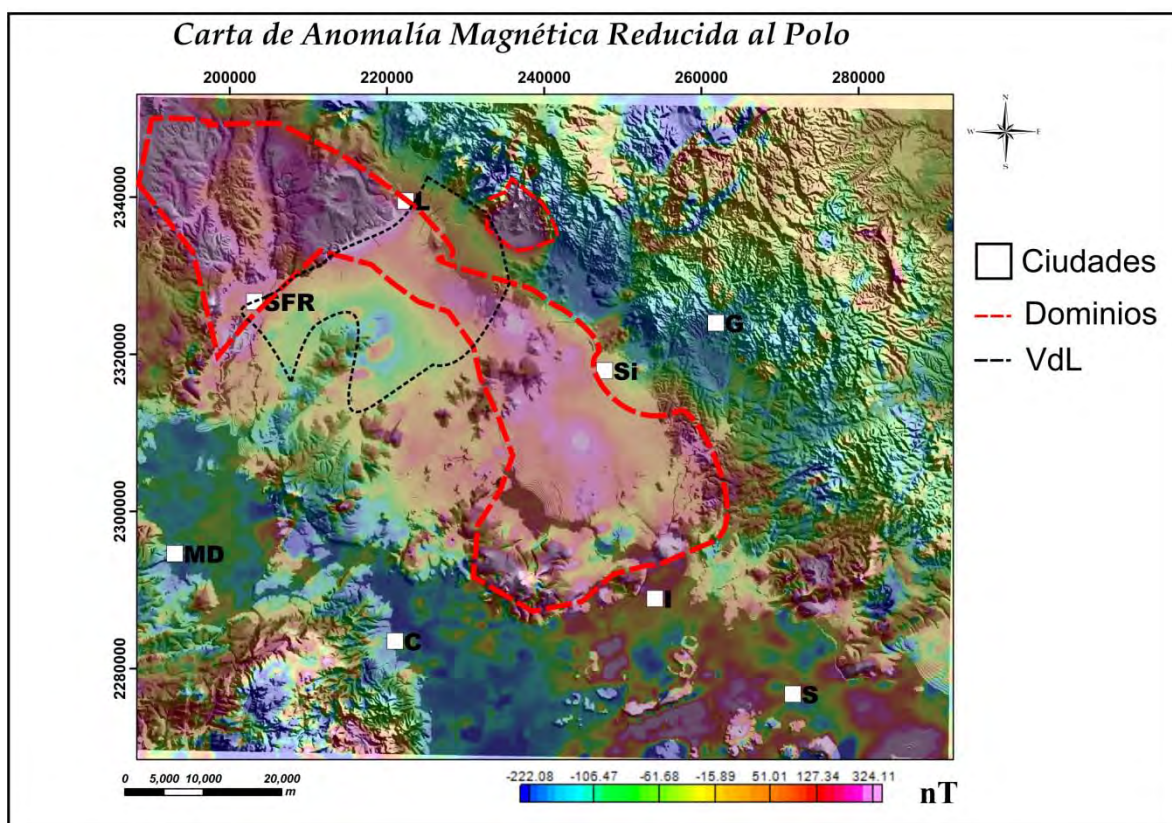 Carta de Anomalía Magnética Reducida al Polo
200000 220000 240000 260000 280000
N
W E
S
2340000
L
Ciudades
SFR
Dominios
G
2320000
VdL
Si
2300000
MD
I
C
2280000
S
0 5,000 10,000 20,000
m
-222.08 -106.47 -61.68 -15.89 51.01 127.34 324.11
nT